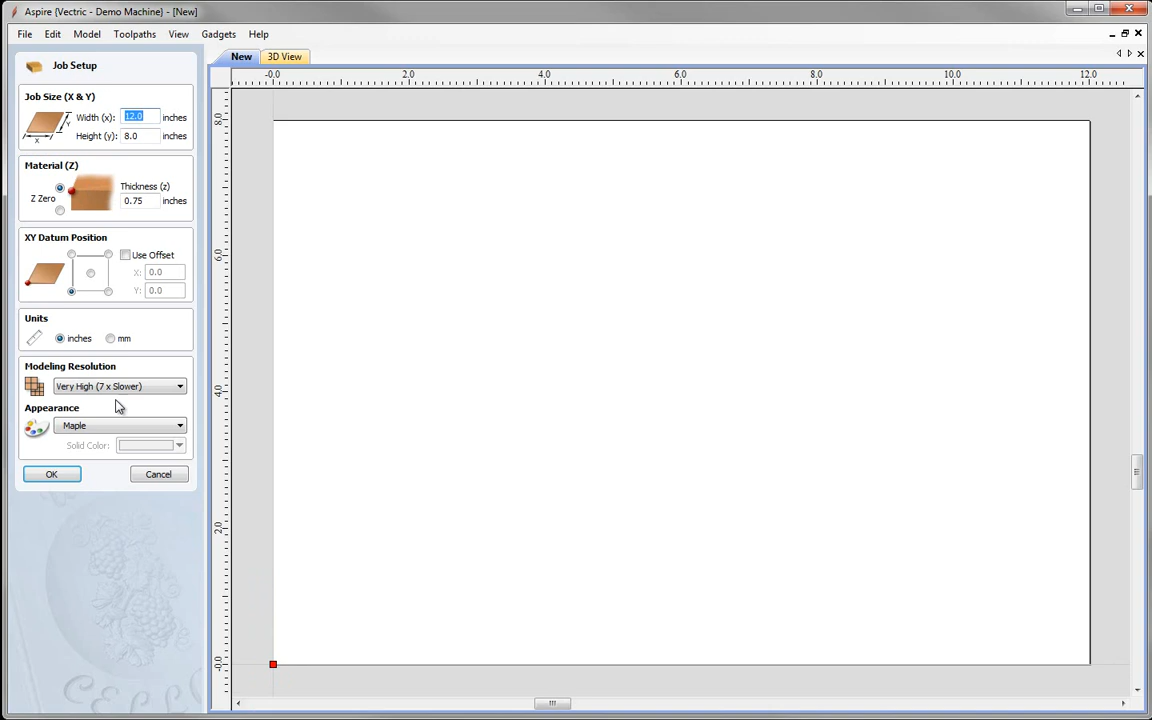 Aspire {Vectric - Demo Machine} - [New]
File Edit Model Toolpaths View Gadgets Help
Job Setup
New 3D View
-0.0 2.0 4.0 6.0 8.0 10.0 12.0
Job Size (X & Y)
Width (x): 12.0 inches
Height (y): 8.0 inches
Y
X
Material (Z)
Thickness (z)
Z Zero 0.75 inches
XY Datum Position
Use Offset
X: 0.0
Y: 0.0
Units
inches mm
Modeling Resolution
Very High (7 x Slower)
Appearance
Maple
Solid Color:
OK Cancel
8.0
6.0
4.0
2.0
-0.0